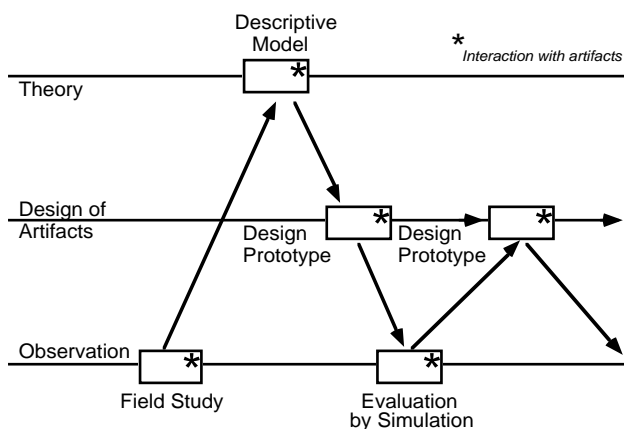 Descriptive
Model
*
*Interaction with artifacts
Theory
Design of
Artifacts
*
*
Design
Prototype
Design
Prototype
Observation
*
*
Field Study
Evaluation
by Simulation